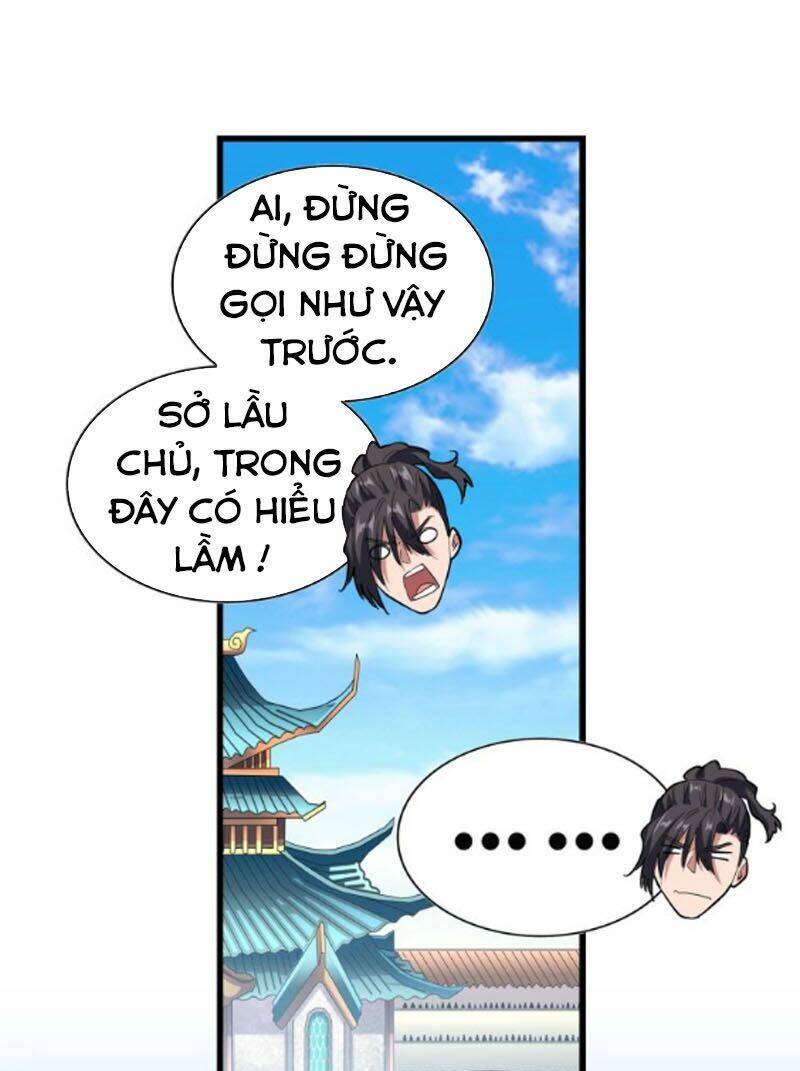 AI, ĐỪNG
ĐỪNG ĐỪNG
GỌI NHƯ VẬY
TRƯỚC.
SỞ LẦU
CHỦ, TRONG
ĐÂY CÓ HIỂU
LẦM !
... ...